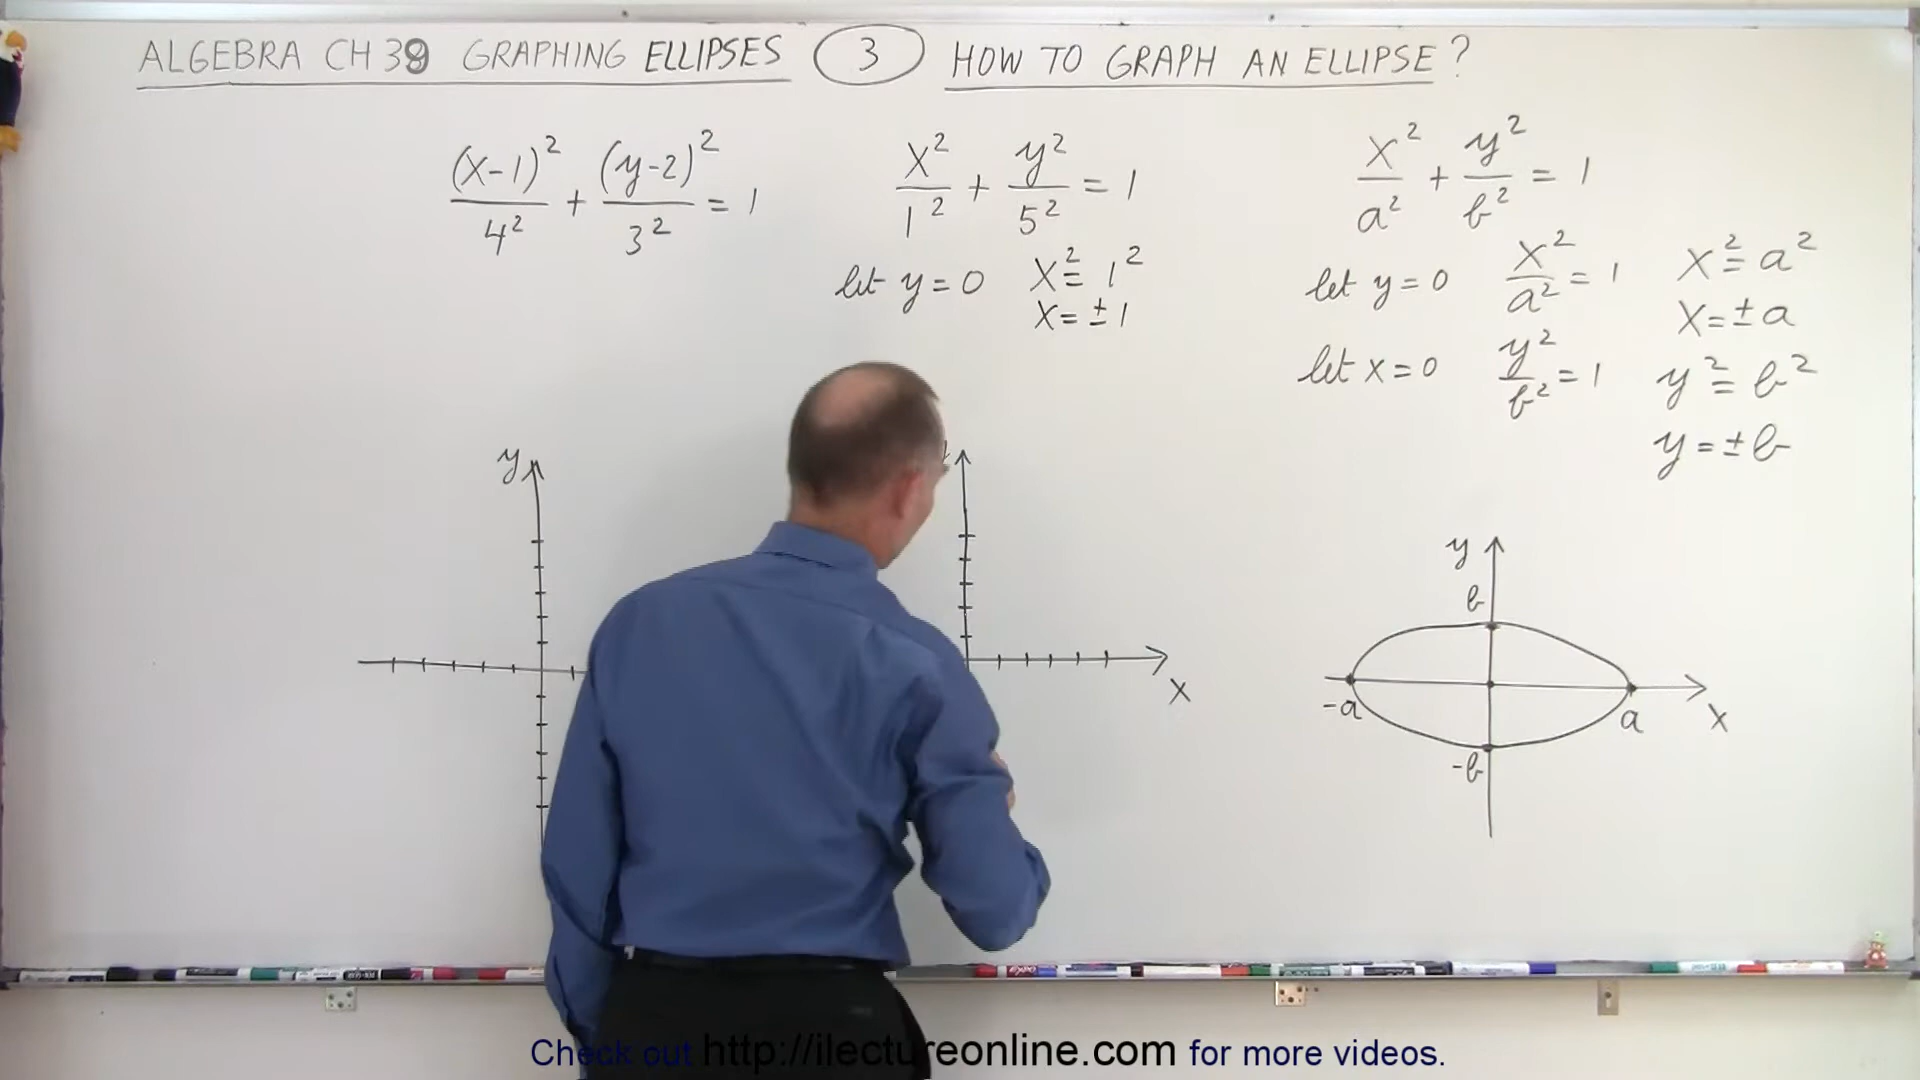 ALGEBRA CH 38 GRAPHING ELLIPSES 3 HOW TO GRAPH AN ELLIPSE?
(x-1)²/4² + (y-2)²/3² = 1
x²/1² + y²/5² = 1
let y = 0 x² = 1²
x = ± 1
x²/a² + y²/b² = 1
let y = 0 x²/a² = 1 x² = a²
x = ± a
let x = 0 y²/b² = 1 y² = b²
y = ± b
y
x
y
b
-a a x
-b
Check out http://ilectureonline.com for more videos.